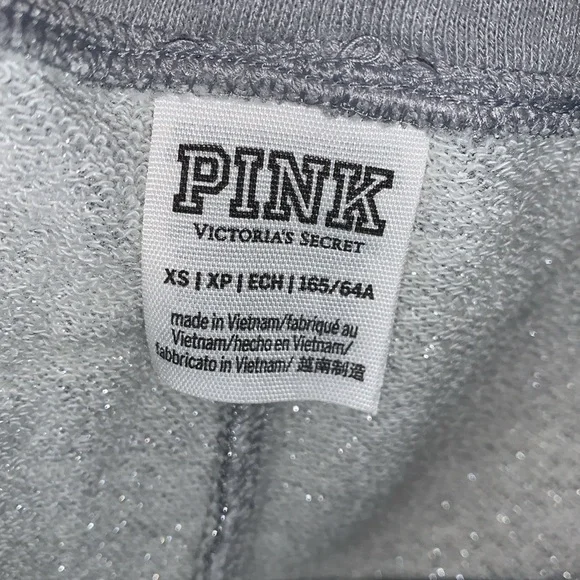 PINK
VICTORIA'S SECRET
XS | XP | ECH | 165/64A
made in Vietnam/fabriqué au
Vietnam/hecho en Vietnam/
fabbricato in Vietnam/ 越南制造